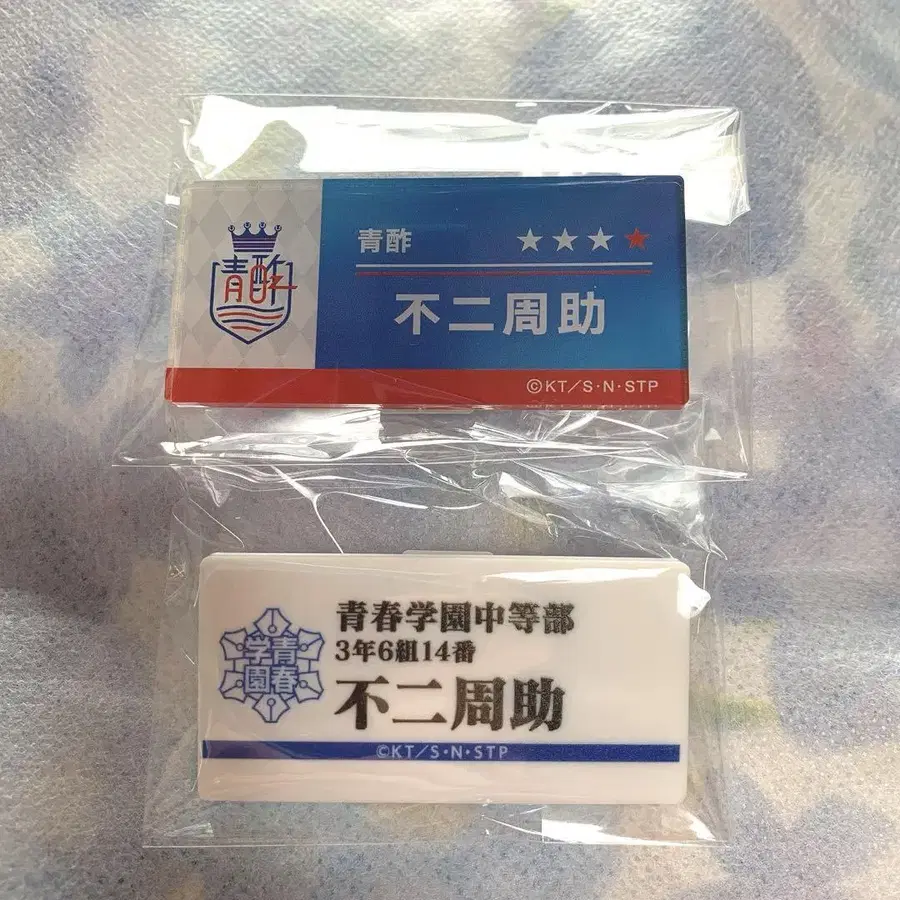 青酢
AOZ
青酢
★★★★
不二周助
©KT／S・N・STP
青春学園
青春学園中等部
3年6組14番
不二周助
©KT／S・N・STP